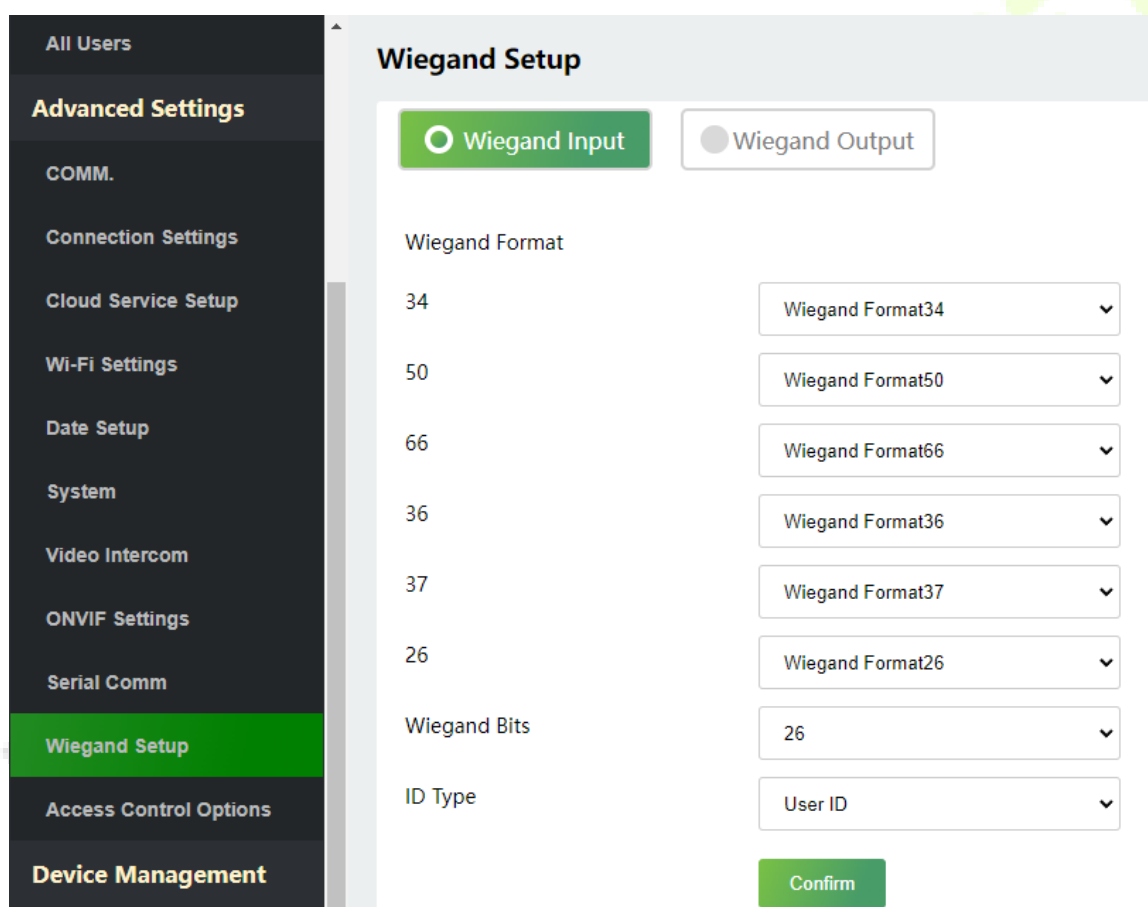 All Users
Advanced Settings
COMM.
Connection Settings
Cloud Service Setup
Wi-Fi Settings
Date Setup
System
Video Intercom
ONVIF Settings
Serial Comm
Wiegand Setup
Access Control Options
Device Management
Wiegand Setup
Wiegand Input
Wiegand Output
Wiegand Format
34
Wiegand Format34
50
Wiegand Format50
66
Wiegand Format66
36
Wiegand Format36
37
Wiegand Format37
26
Wiegand Format26
Wiegand Bits
26
ID Type
User ID
Confirm